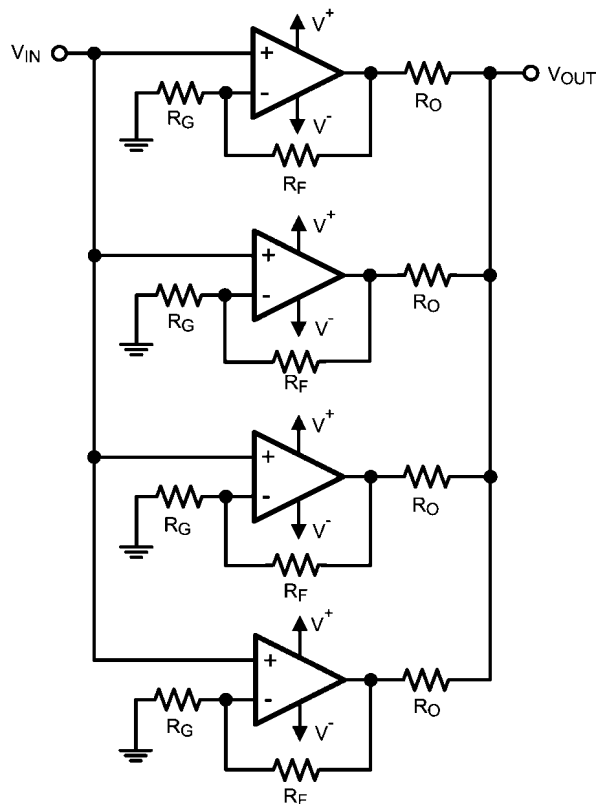 V+
VIN
+
-
RG
V-
RF
RO
VOUT
V+
+
-
RG
V-
RF
RO
V+
+
-
RG
V-
RF
RO
V+
+
-
RG
V-
RF
RO